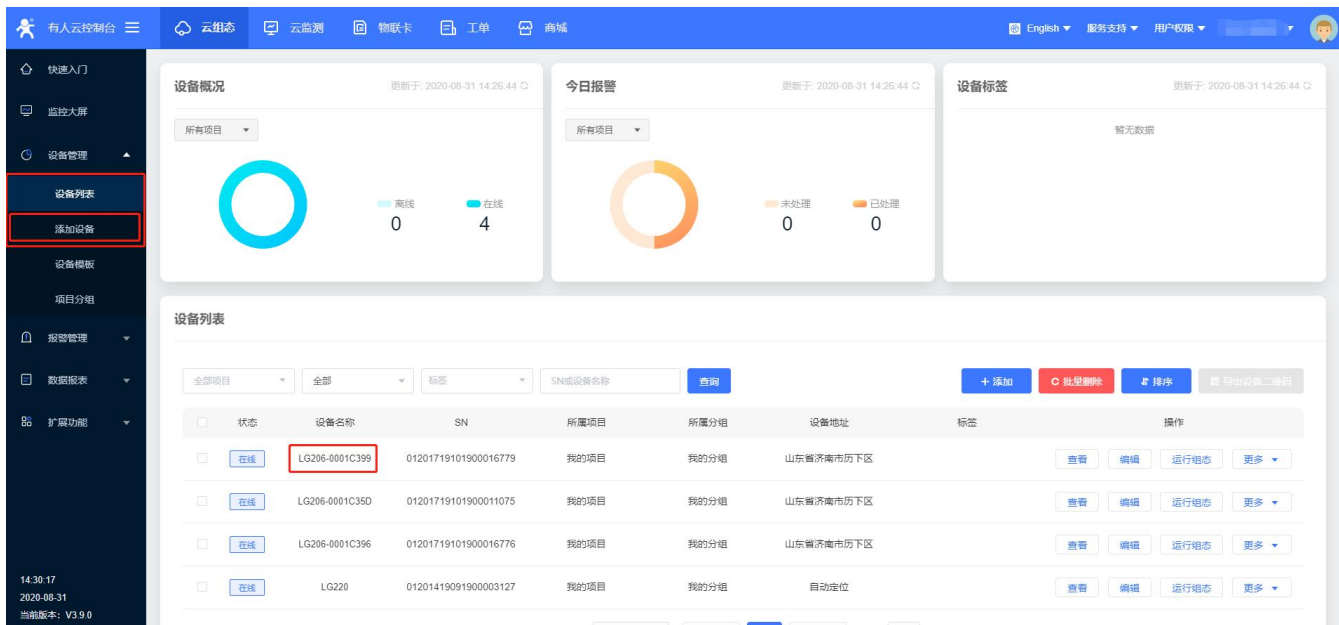 有人云控制台 云组态 云监测 物联卡 工单 商城 English 服务支持 用户权限
快速入门
监控大屏
设备管理
设备列表
添加设备
设备模板
项目分组
报警管理
数据报表
扩展功能
14:30:17
2020-08-31
当前版本：V3.9.0
设备概况 更新于: 2020-08-31 14:26:44
所有项目
离线 在线
0 4
今日报警 更新于: 2020-08-31 14:26:44
所有项目
未处理 已处理
0 0
设备标签 更新于: 2020-08-31 14:26:44
暂无数据
设备列表
全部项目 全部 标签 SN或设备名称 查询 + 添加 批量删除 排序 导出设备二维码
状态 设备名称 SN 所属项目 所属分组 设备地址 标签 操作
在线 LG206-0001C399 01201719101900016779 我的项目 我的分组 山东省济南市历下区 查看 编辑 运行组态 更多
在线 LG206-0001C35D 01201719101900011075 我的项目 我的分组 山东省济南市历下区 查看 编辑 运行组态 更多
在线 LG206-0001C396 01201719101900016776 我的项目 我的分组 山东省济南市历下区 查看 编辑 运行组态 更多
在线 LG220 01201419091900003127 我的项目 我的分组 自动定位 查看 编辑 运行组态 更多